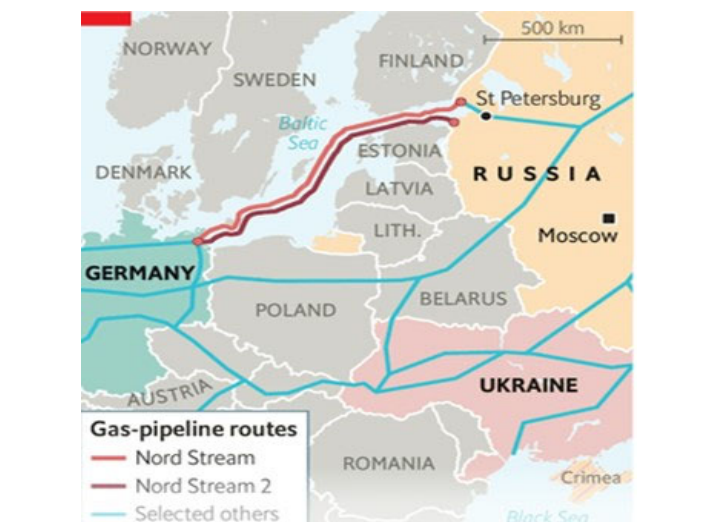 500 km
NORWAY
FINLAND
SWEDEN
St Petersburg
Baltic
Sea
ESTONIA
DENMARK
RUSSIA
LATVIA
LITH.
Moscow
GERMANY
BELARUS
POLAND
UKRAINE
AUSTRIA
Gas-pipeline routes
Nord Stream
Nord Stream 2
Selected others
ROMANIA
Crimea
Black Sea